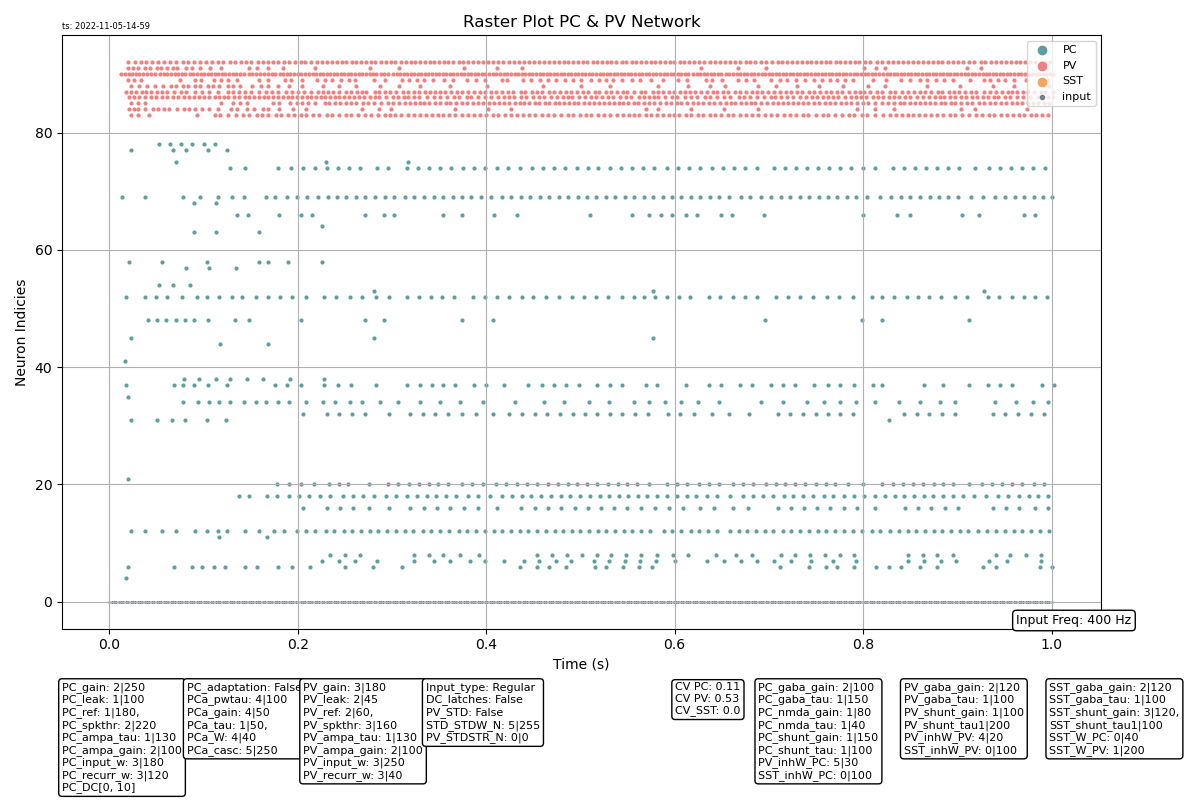 ts: 2022-11-05-14-59
Raster Plot PC & PV Network
PC
PV
SST
input
80
60
40
20
0
Neuron Indicies
0.0
0.2
0.4
0.6
0.8
1.0
Time (s)
Input Freq: 400 Hz
PC_gain: 2|250
PC_leak: 1|100
PC_ref: 1|180,
PC_spkthr: 2|220
PC_ampa_tau: 1|130
PC_ampa_gain: 2|100
PC_input_w: 3|180
PC_recurr_w: 3|120
PC_DC[0, 10]
PC_adaptation: False
PCa_pwtau: 4|100
PCa_gain: 4|50
PCa_tau: 1|50,
PCa_W: 4|40
PCa_casc: 5|250
PV_gain: 3|180
PV_leak: 2|45
PV_ref: 2|60,
PV_spkthr: 3|160
PV_ampa_tau: 1|130
PV_ampa_gain: 2|100
PV_input_w: 3|250
PV_recurr_w: 3|40
Input_type: Regular
DC_latches: False
PV_STD: False
PV_STDW_N: 5|255
PV_STDSTR_N: 0|0
CV PC: 0.11
CV PV: 0.53
CV_SST: 0.0
PC_gaba_gain: 2|100
PC_gaba_tau: 1|150
PC_nmda_gain: 1|80
PC_nmda_tau: 1|40
PC_shunt_gain: 1|150
PC_shunt_tau: 1|100
PV_inhW_PC: 5|30
SST_inhW_PC: 0|100
PV_gaba_gain: 2|120
PV_gaba_tau: 1|100
PV_shunt_gain: 1|100
PV_shunt_tau1|200
PV_inhW_PV: 4|20
SST_inhW_PV: 0|100
SST_gaba_gain: 2|120
SST_gaba_tau: 1|100
SST_shunt_gain: 3|120,
SST_shunt_tau1|100
SST_W_PC: 0|40
SST_W_PV: 1|200